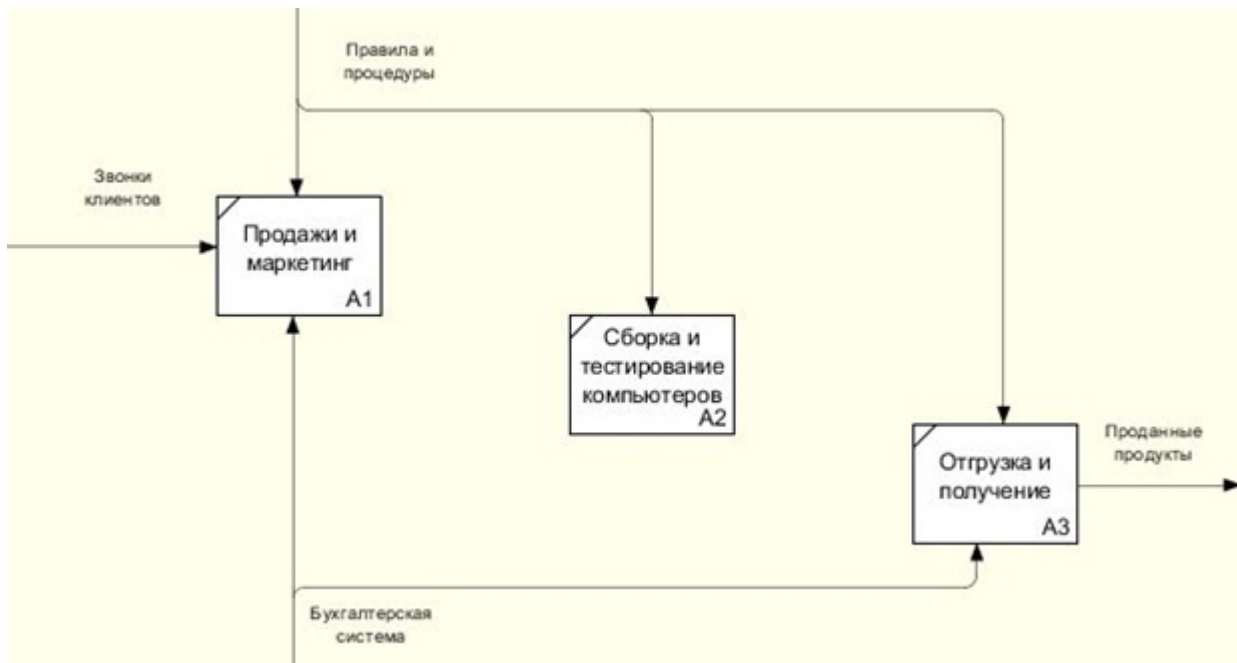 Правила и
процедуры
Звонки
клиентов
Продажи и
маркетинг
A1
Сборка и
тестирование
компьютеров
A2
Отгрузка и
получение
A3
Проданные
продукты
Бухгалтерская
система